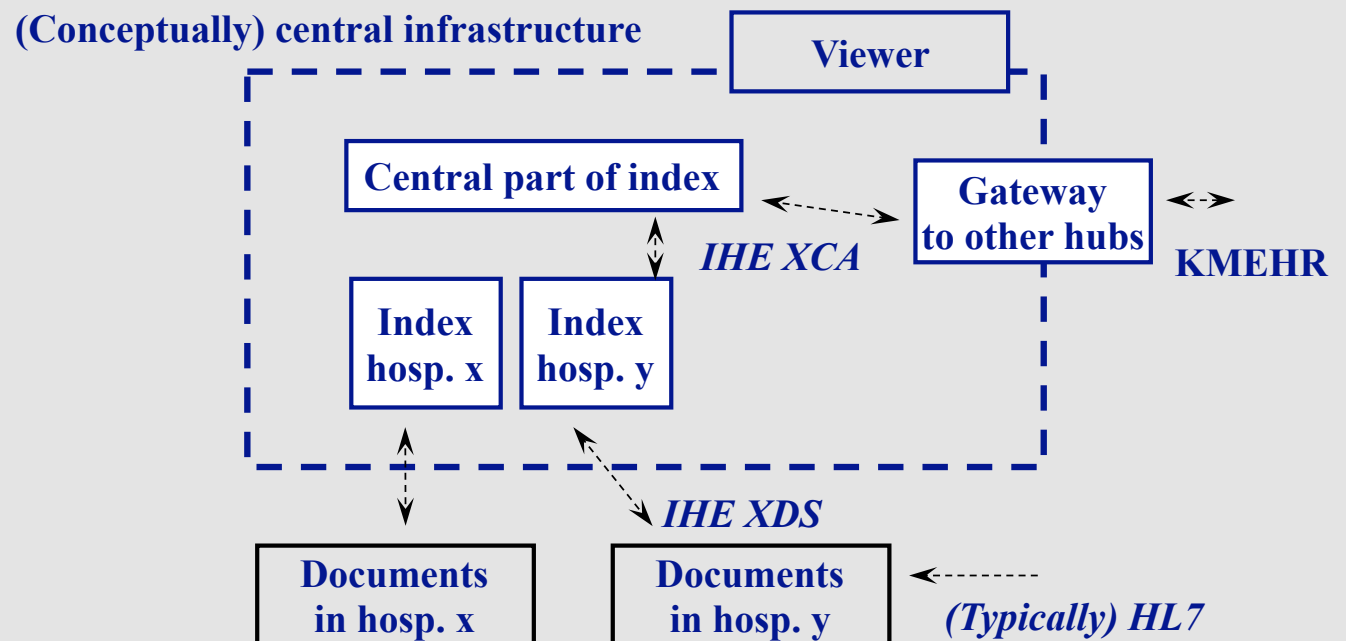 (Conceptually) central infrastructure
Viewer
Central part of index
Gateway
to other hubs
IHE XCA
KMEHR
Index
hosp. x
Index
hosp. y
IHE XDS
Documents
in hosp. x
Documents
in hosp. y
(Typically) HL7